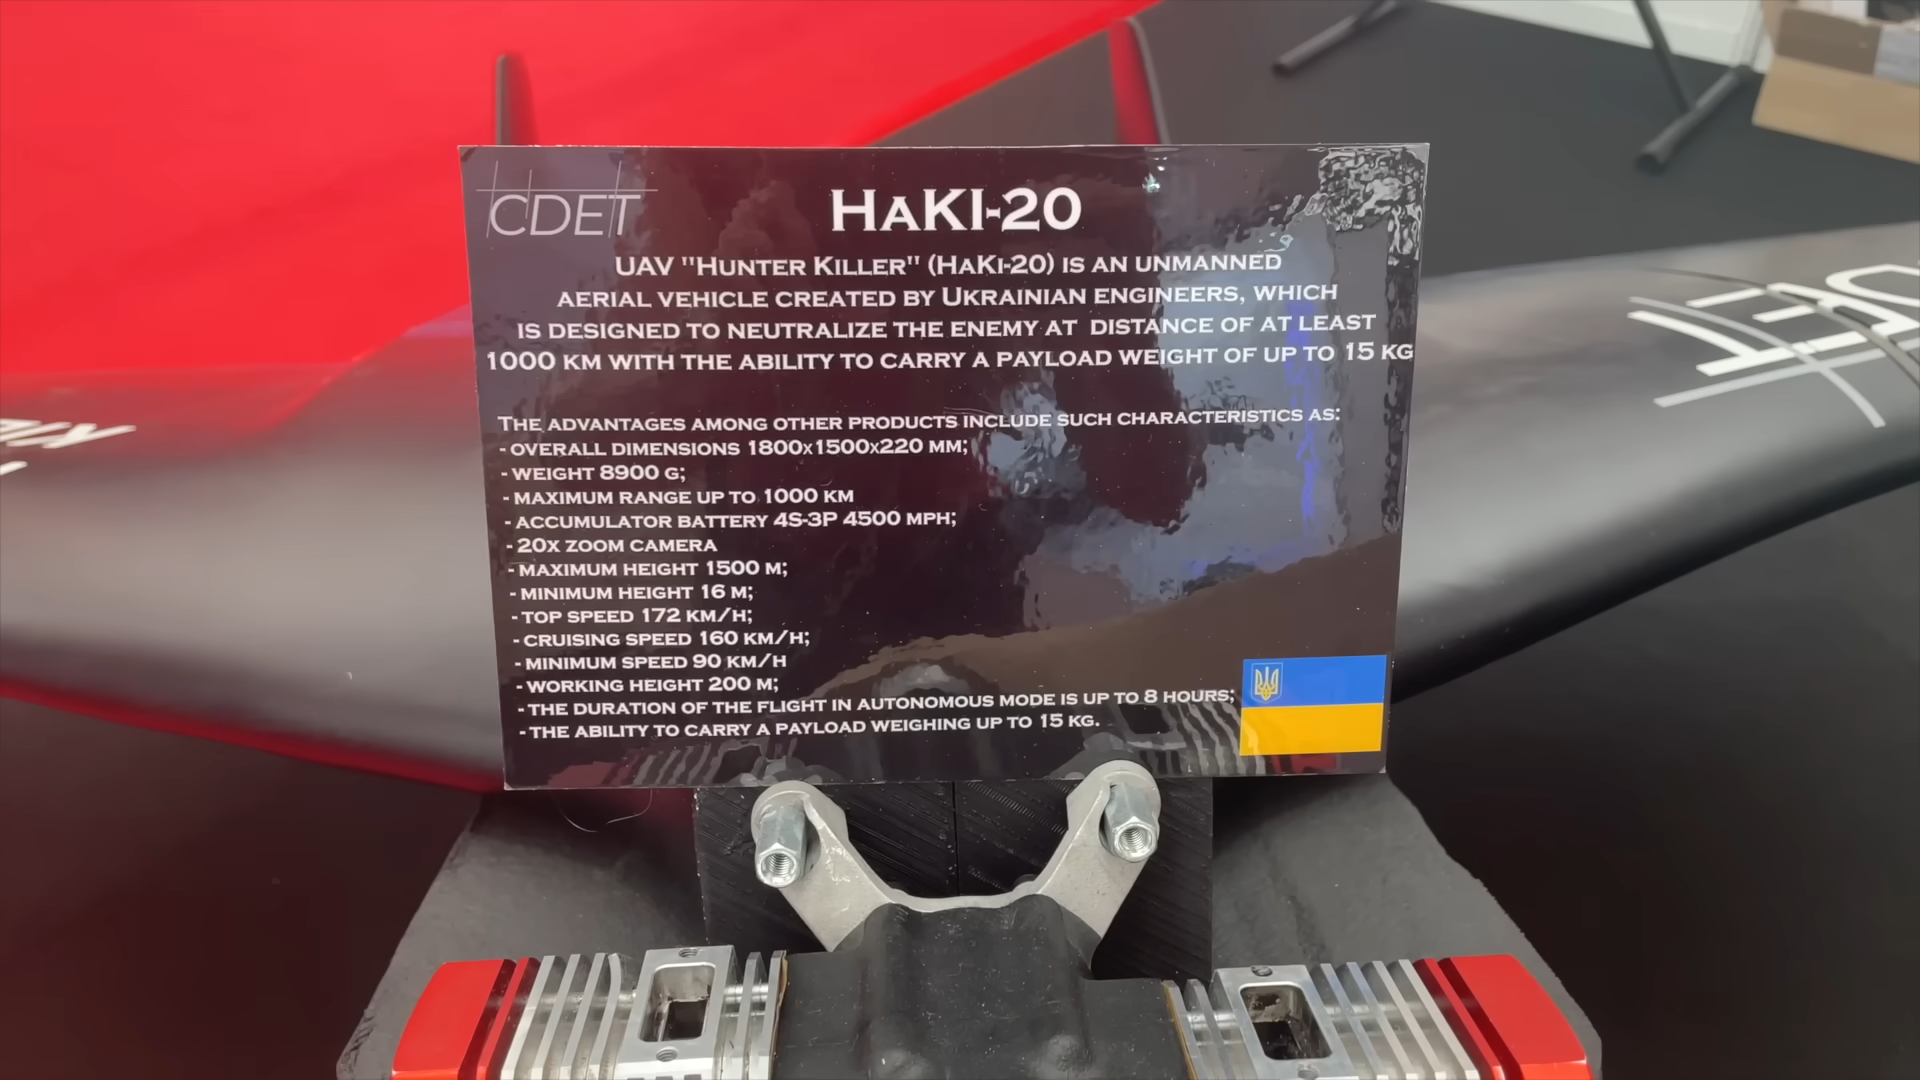 CDET
HAKI-20
UAV "HUNTER KILLER" (HAKI-20) IS AN UNMANNED
AERIAL VEHICLE CREATED BY UKRAINIAN ENGINEERS, WHICH
IS DESIGNED TO NEUTRALIZE THE ENEMY AT DISTANCE OF AT LEAST
1000 KM WITH THE ABILITY TO CARRY A PAYLOAD WEIGHT OF UP TO 15 KG
THE ADVANTAGES AMONG OTHER PRODUCTS INCLUDE SUCH CHARACTERISTICS AS:
- OVERALL DIMENSIONS 1800X1500X220 MM;
- WEIGHT 8900 G;
- MAXIMUM RANGE UP TO 1000 KM
- ACCUMULATOR BATTERY 4S-3P 4500 MPH;
- 20X ZOOM CAMERA
- MAXIMUM HEIGHT 1500 M;
- MINIMUM HEIGHT 16 M;
- TOP SPEED 172 KM/H;
- CRUISING SPEED 160 KM/H;
- MINIMUM SPEED 90 KM/H
- WORKING HEIGHT 200 M;
- THE DURATION OF THE FLIGHT IN AUTONOMOUS MODE IS UP TO 8 HOURS;
- THE ABILITY TO CARRY A PAYLOAD WEIGHING UP TO 15 KG.